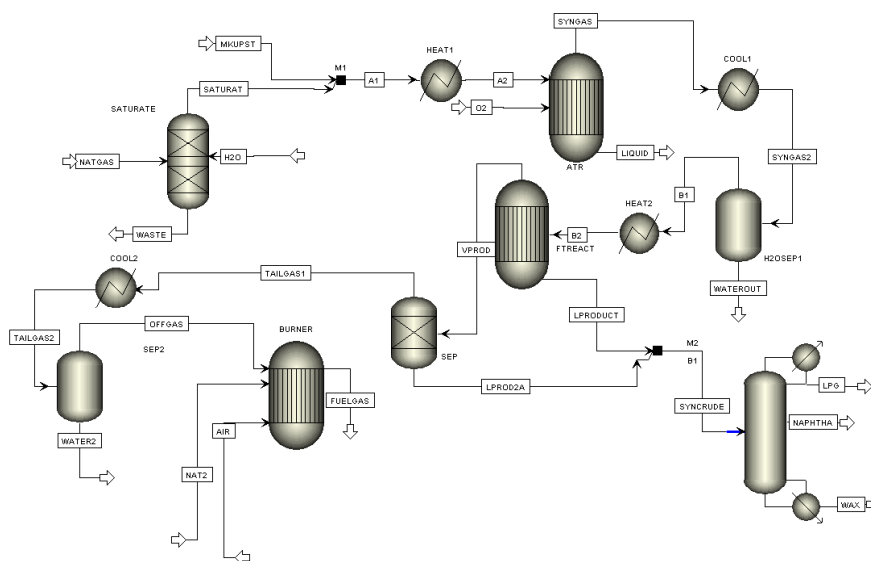 SYNGAS
MKUPST
HEAT1
COOL1
M1
A1
A2
SATURAT
SATURATE
O2
NATGAS
H2O
LIQUID
ATR
SYNGAS2
B1
HEAT2
WASTE
VPROD
B2
FTREACT
H2OSEP1
COOL2
TAILGAS1
WATEROUT
LPRODUCT
OFFGAS
BURNER
TAILGAS2
SEP2
SEP
M2
B1
LPG
LPROD2A
FUELGAS
SYNCRUDE
NAPHTHA
AIR
WATER2
NAT2
WAX